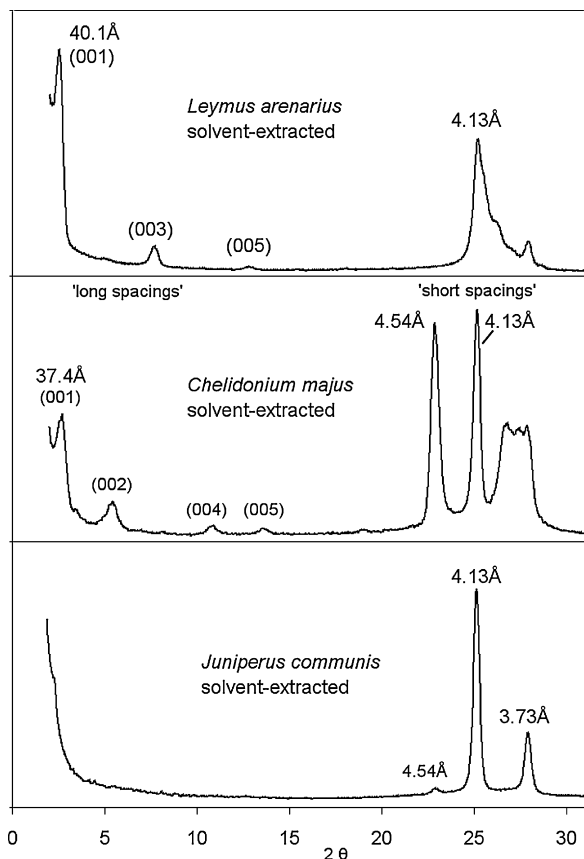 40.1Å
(001)
Leymus arenarius
solvent-extracted
4.13Å
(003)
(005)
'long spacings'
'short spacings'
4.54Å
4.13Å
37.4Å
(001)
Chelidonium majus
solvent-extracted
(002)
(004)
(005)
4.13Å
Juniperus communis
solvent-extracted
3.73Å
4.54Å
0 5 10 15 20 25 30
2 θ